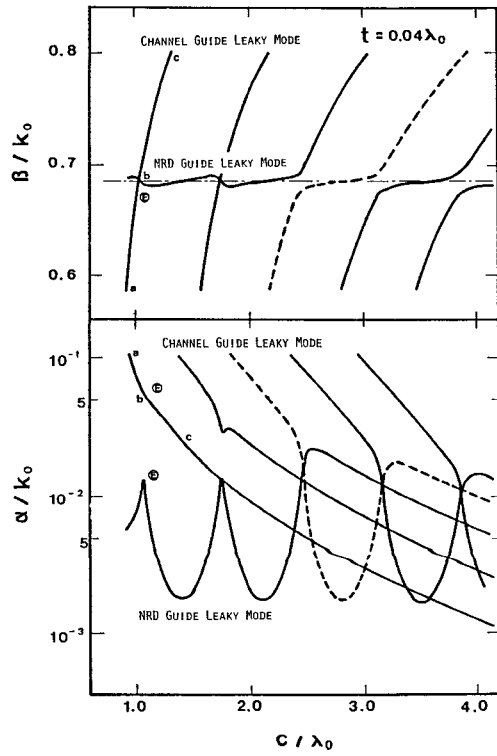 CHANNEL GUIDE LEAKY MODE
t = 0.04λ₀
0.8
c
β/k₀
NRD GUIDE LEAKY MODE
0.7
b
Ⓔ
0.6
a
CHANNEL GUIDE LEAKY MODE
10⁻¹
a
Ⓔ
5
b
c
Ⓔ
α/k₀
10⁻²
5
NRD GUIDE LEAKY MODE
10⁻³
1.0 2.0 3.0 4.0
c/λ₀